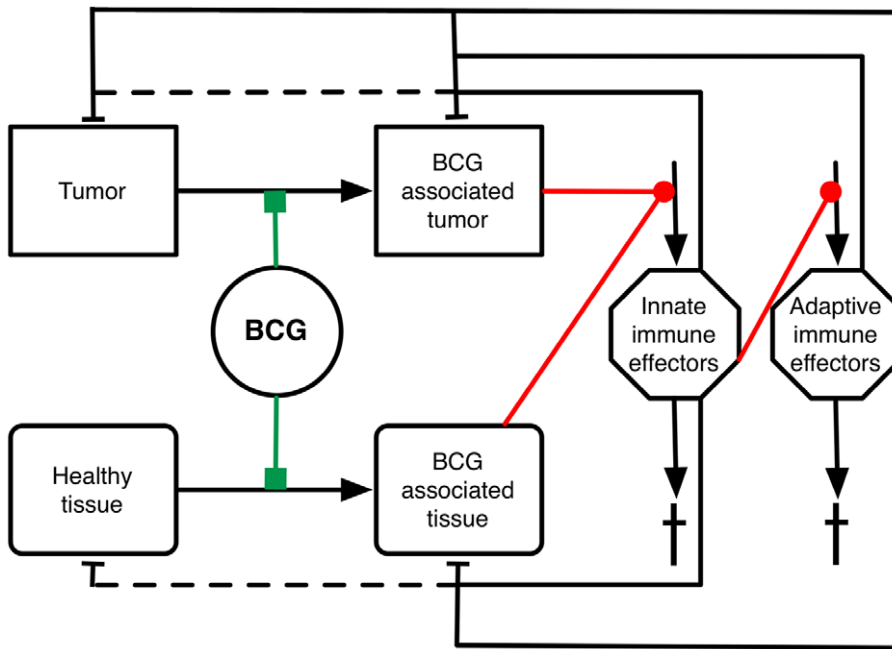 Tumor
BCG
associated
tumor
BCG
Innate
immune
effectors
Adaptive
immune
effectors
Healthy
tissue
BCG
associated
tissue